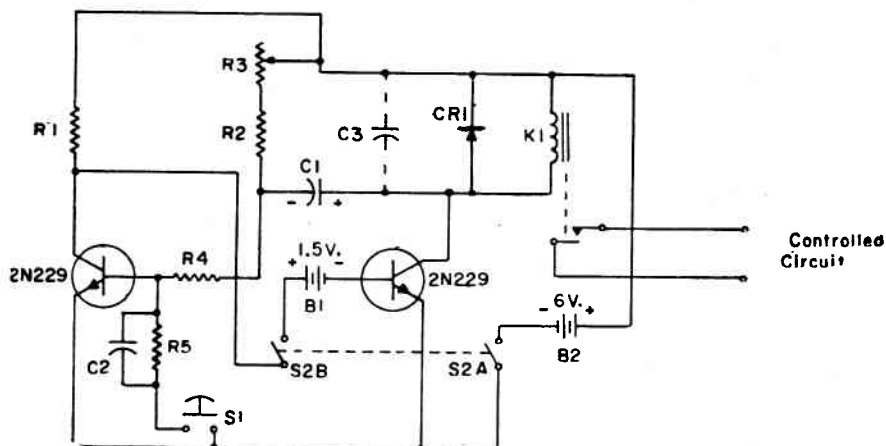 R3
R1
R2
C3
CR1
K1
C1
- +
2N229
R4
+ 1.5V. -
B1
2N229
Controlled
Circuit
- 6V. +
B2
C2
R5
S2B
S2A
S1